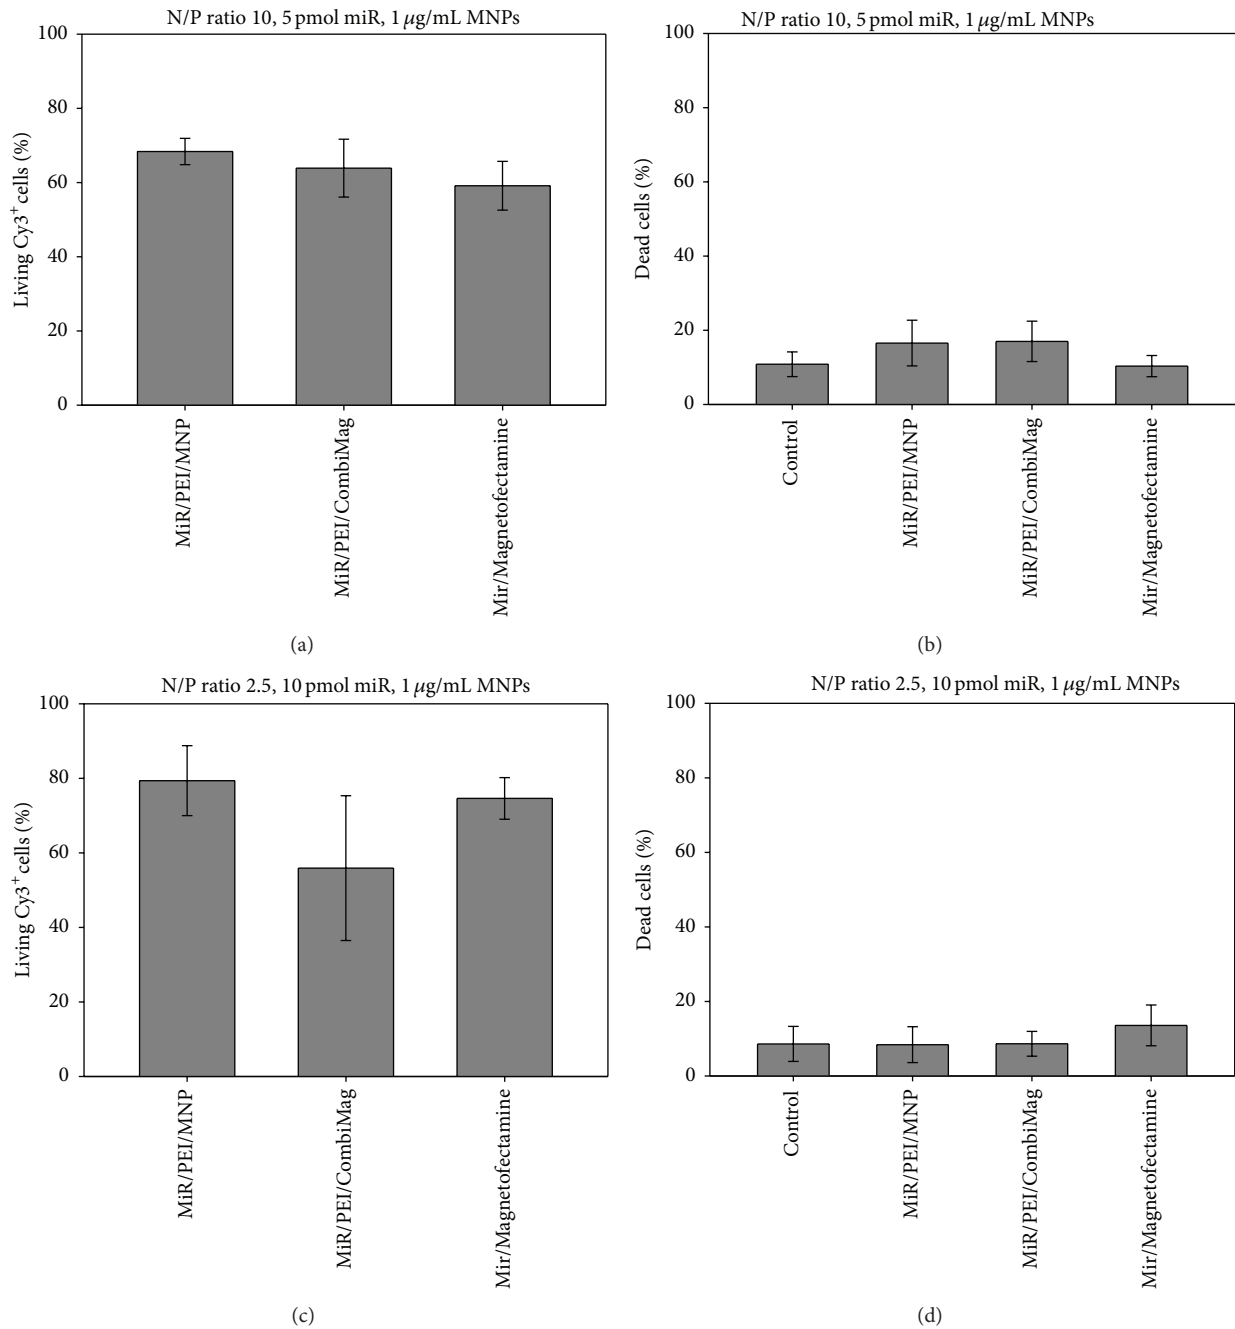 N/P ratio 10, 5 pmol miR, 1 μg/mL MNPs
Living Cy3⁺ cells (%)
100
80
60
40
20
0
MiR/PEI/MNP
MiR/PEI/CombiMag
Mir/Magnetofectamine
(a)
N/P ratio 10, 5 pmol miR, 1 μg/mL MNPs
Dead cells (%)
100
80
60
40
20
0
Control
MiR/PEI/MNP
MiR/PEI/CombiMag
Mir/Magnetofectamine
(b)
N/P ratio 2.5, 10 pmol miR, 1 μg/mL MNPs
Living Cy3⁺ cells (%)
100
80
60
40
20
0
MiR/PEI/MNP
MiR/PEI/CombiMag
Mir/Magnetofectamine
(c)
N/P ratio 2.5, 10 pmol miR, 1 μg/mL MNPs
Dead cells (%)
100
80
60
40
20
0
Control
MiR/PEI/MNP
MiR/PEI/CombiMag
Mir/Magnetofectamine
(d)